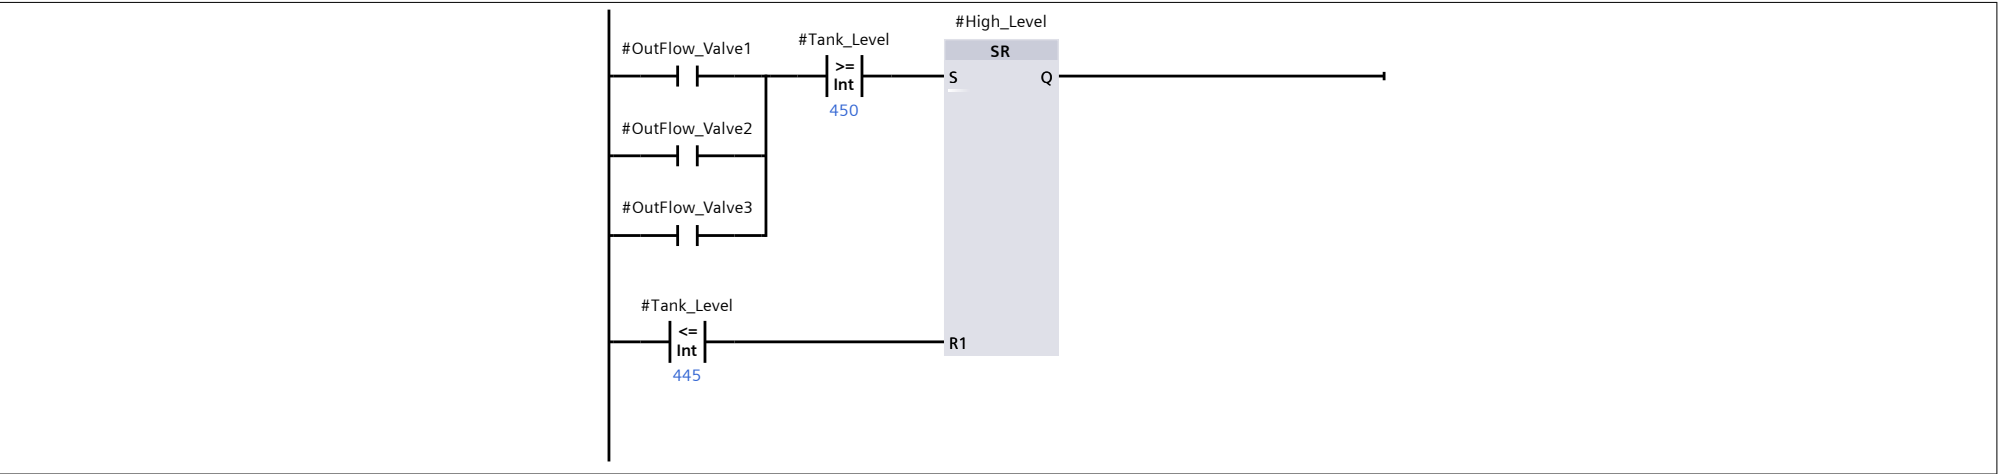 #High_Level
#OutFlow_Valve1
#Tank_Level
SR
>=
Int
S
Q
450
#OutFlow_Valve2
#OutFlow_Valve3
#Tank_Level
<=
Int
R1
445